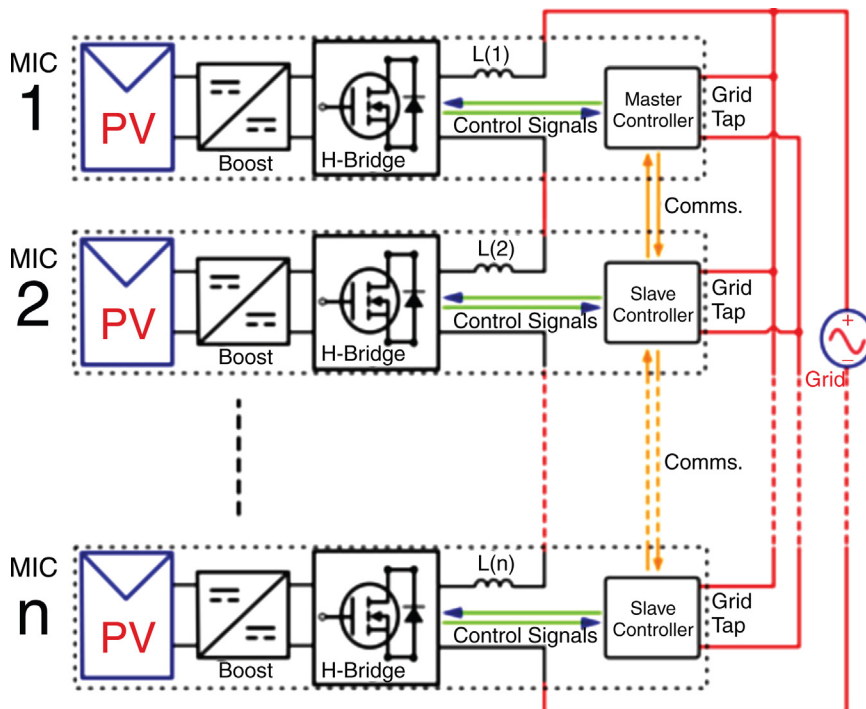 MIC
1
PV
Boost
H-Bridge
L(1)
Control Signals
Master
Controller
Grid
Tap
Comms.
MIC
2
PV
Boost
H-Bridge
L(2)
Control Signals
Slave
Controller
Grid
Tap
+
−
Grid
Comms.
MIC
n
PV
Boost
H-Bridge
L(n)
Control Signals
Slave
Controller
Grid
Tap